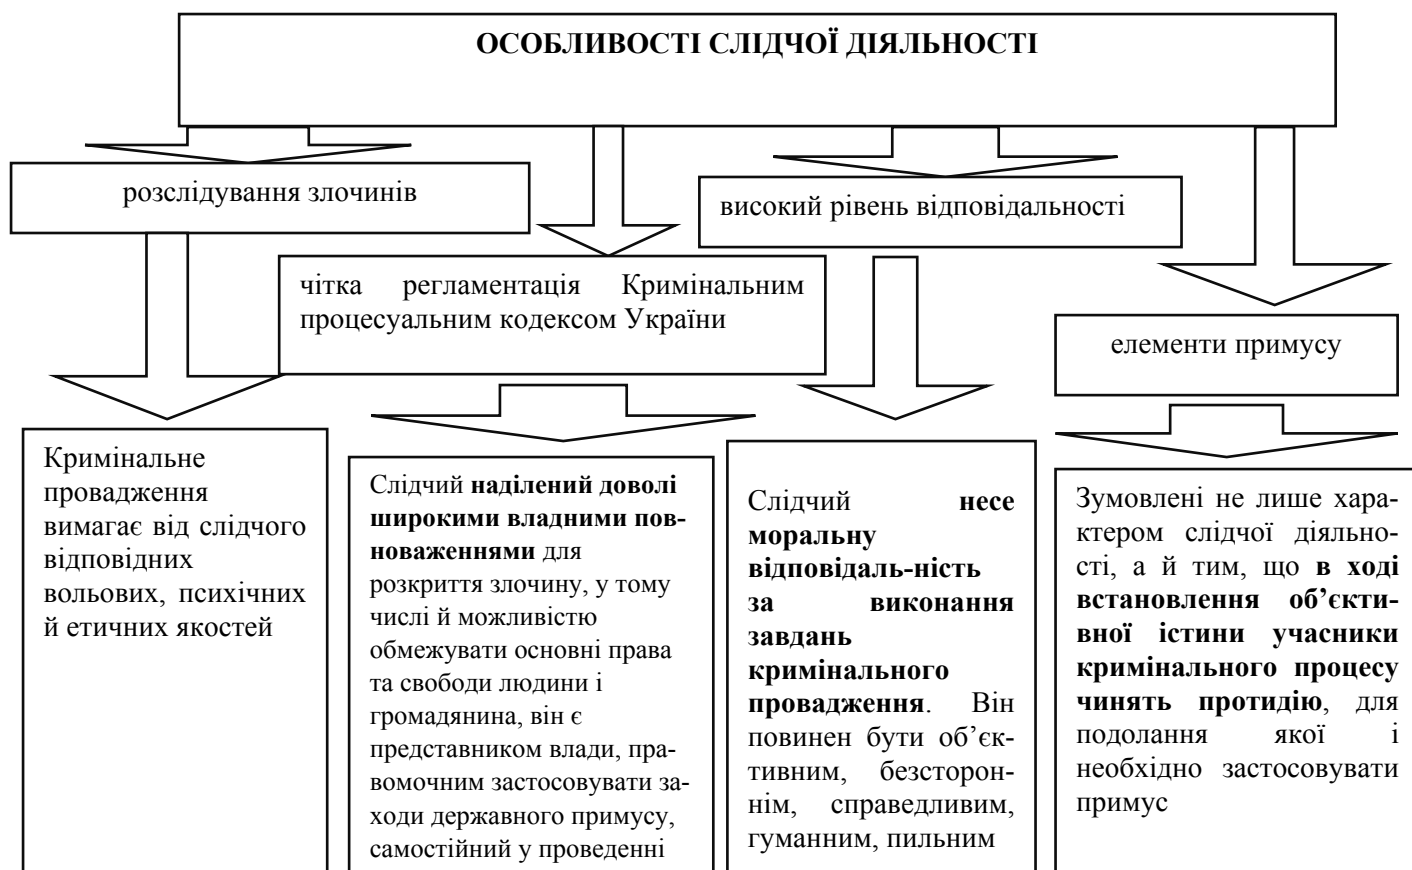 ОСОБЛИВОСТІ СЛІДЧОЇ ДІЯЛЬНОСТІ
розслідування злочинів
високий рівень відповідальності
чітка регламентація Кримінальним
процесуальним кодексом України
елементи примусу
Кримінальне
провадження
вимагає від слідчого
відповідних
вольових, психічних
й етичних якостей
Слідчий наділений доволі
широкими владними пов-
новаженнями для
розкриття злочину, у тому
числі й можливістю
обмежувати основні права
та свободи людини і
громадянина, він є
представником влади, пра-
вомочним застосовувати за-
ходи державного примусу,
самостійний у проведенні
Слідчий несе
моральну
відповідаль-ність
за виконання
завдань
кримінального
провадження. Він
повинен бути об’єк-
тивним, безсторон-
нім, справедливим,
гуманним, пильним
Зумовлені не лише хара-
ктером слідчої діяльно-
сті, а й тим, що в ході
встановлення об’єкти-
вної істини учасники
кримінального процесу
чинять протидію, для
подолання якої і
необхідно застосовувати
примус